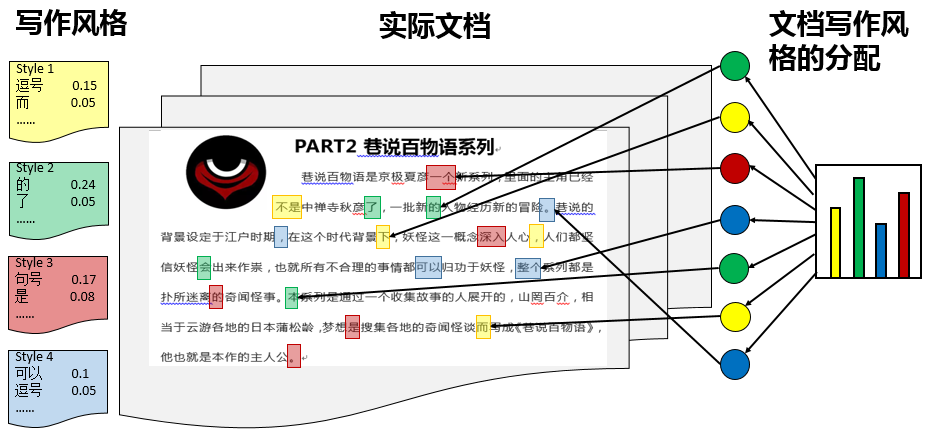 写作风格
实际文档
文档写作风
格的分配
Style 1
逗号 0.15
而 0.05
......
Style 2
的 0.24
了 0.05
......
Style 3
句号 0.17
是 0.08
......
Style 4
可以 0.1
逗号 0.05
......
PART2 巷说百物语系列
巷说百物语是京极夏彦一个新系列，里面的主角已经
不是中禅寺秋彦了，一批新的人物经历新的冒险。巷说的
背景设定于江户时期，在这个时代背景下，妖怪这一概念深入人心，人们都坚
信妖怪会出来作祟，也就所有不合理的事情都可以归功于妖怪，整个系列都是
扑所迷离的奇闻怪事。本系列是通过一个收集故事的人展开的，山罔百介，相
当于云游各地的日本蒲松龄，梦想是搜集各地的奇闻怪谈而写成《巷说百物语》，
他也就是本作的主人公。